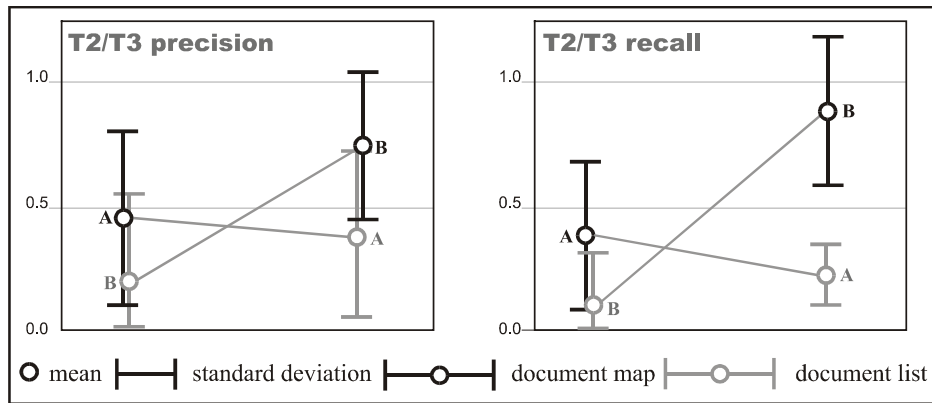 T2/T3 precision
1.0
0.5
0.0
A
B
B
A
T2/T3 recall
1.0
0.5
0.0
A
B
B
A
mean standard deviation document map document list